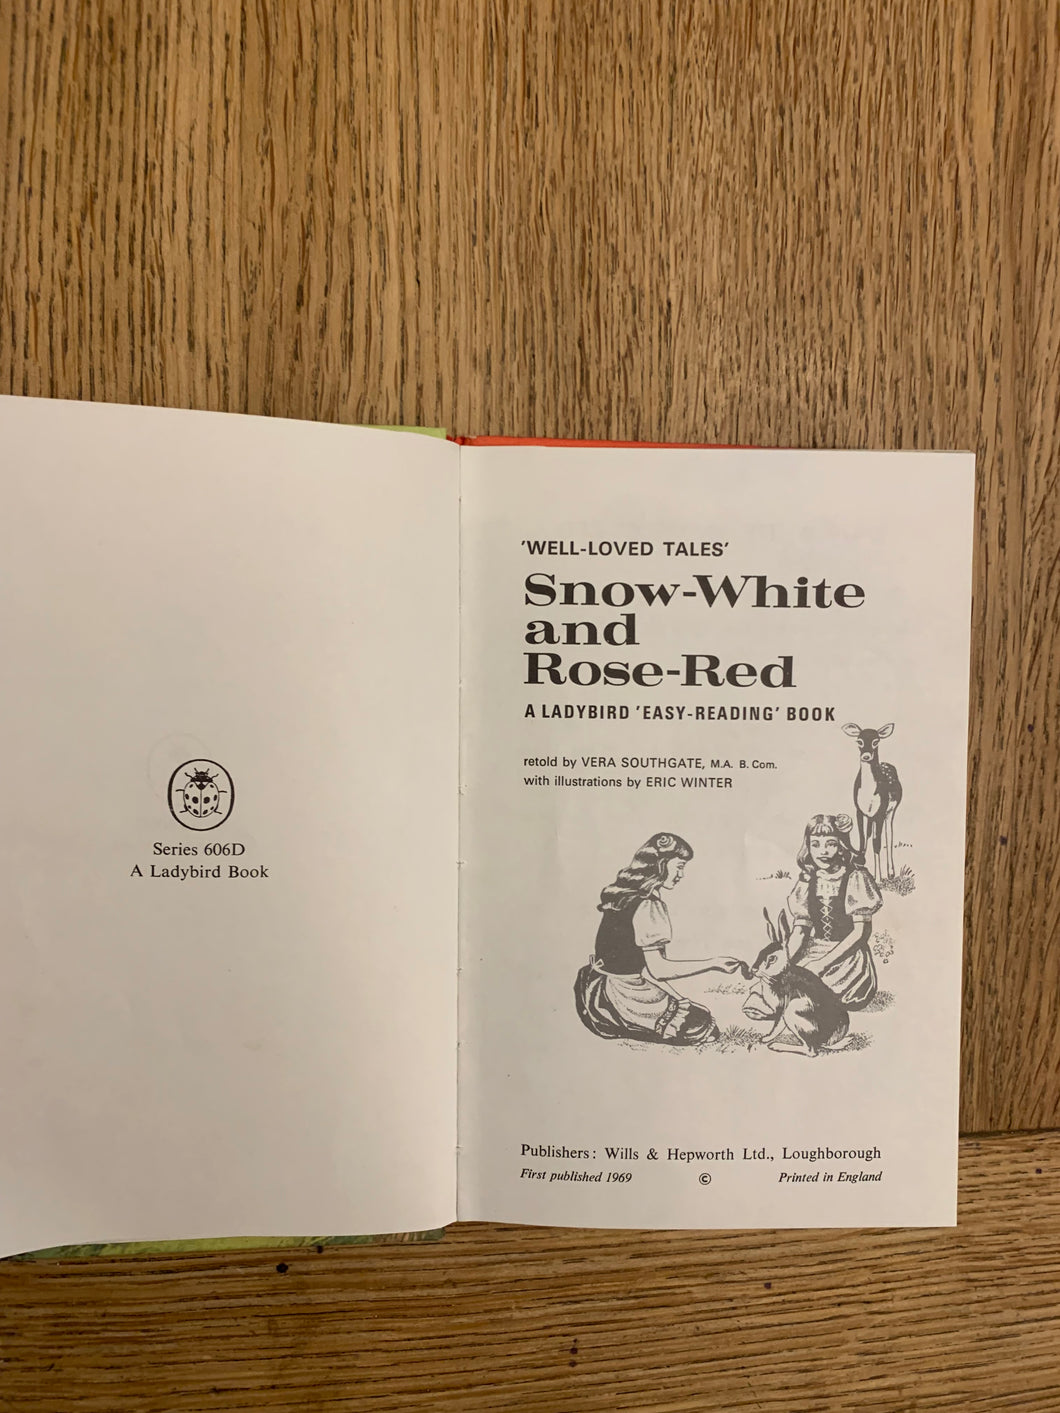 Series 606D
A Ladybird Book
'WELL-LOVED TALES'
Snow-White
and
Rose-Red
A LADYBIRD 'EASY-READING' BOOK
retold by VERA SOUTHGATE, M.A. B.Com.
with illustrations by ERIC WINTER
Publishers: Wills & Hepworth Ltd., Loughborough
First published 1969 © Printed in England